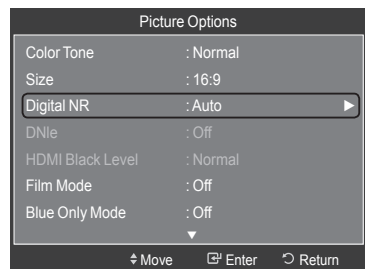 Picture Options
Color Tone : Normal
Size : 16:9
Digital NR : Auto ▶
DNIe : Off
HDMI Black Level : Normal
Film Mode : Off
Blue Only Mode : Off
▼
Move Enter Return